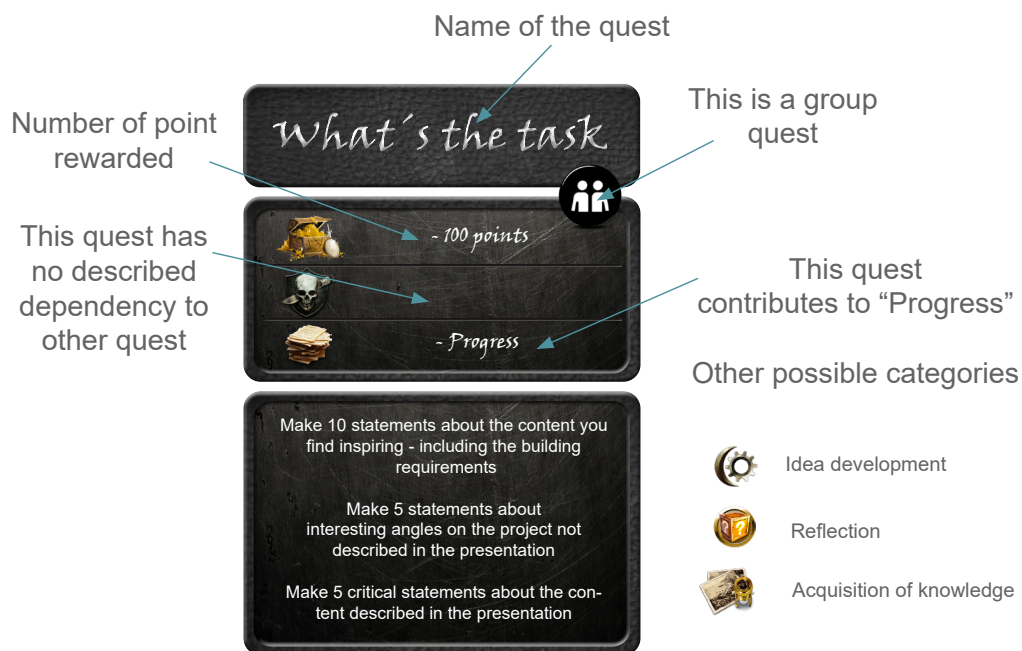 Name of the quest
This is a group
quest
What´s the task
Number of point
rewarded
- 100 points
This quest has
no described
dependency to
other quest
This quest
contributes to “Progress”
- Progress
Other possible categories
Make 10 statements about the content you
find inspiring - including the building
requirements
Make 5 statements about
interesting angles on the project not
described in the presentation
Make 5 critical statements about the con-
tent described in the presentation
Idea development
Reflection
Acquisition of knowledge